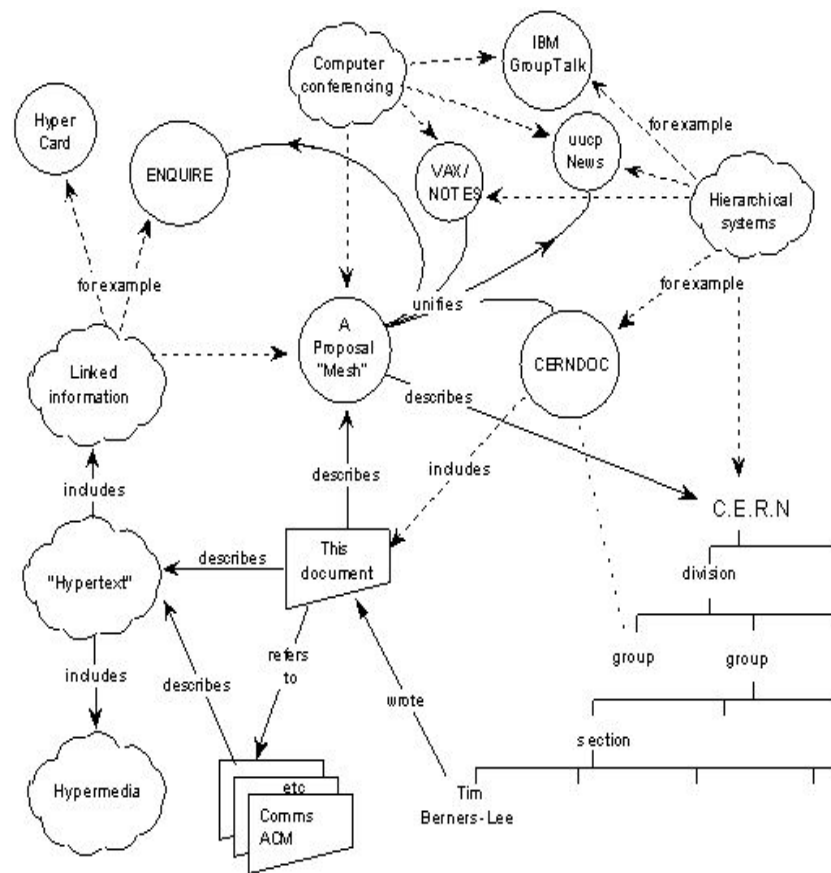 IBM
GroupTalk
Computer
conferencing
Hyper
Card
for example
uucp
News
ENQUIRE
VAX/
NOTES
Hierarchical
systems
for example
unifies
for example
A
Proposal
"Mesh"
Linked
information
CERNDOC
describes
includes
describes
includes
C.E.R.N
This
document
describes
"Hypertext"
division
refers
to
group
group
includes
describes
wrote
section
Hypermedia
etc
Tim
Berners-Lee
Comms
ACM